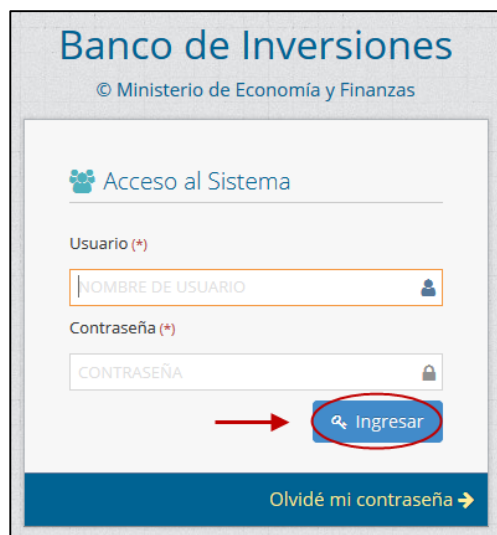 Banco de Inversiones
© Ministerio de Economía y Finanzas
Acceso al Sistema
Usuario (*)
NOMBRE DE USUARIO
Contraseña (*)
CONTRASEÑA
Ingresar
Olvidé mi contraseña